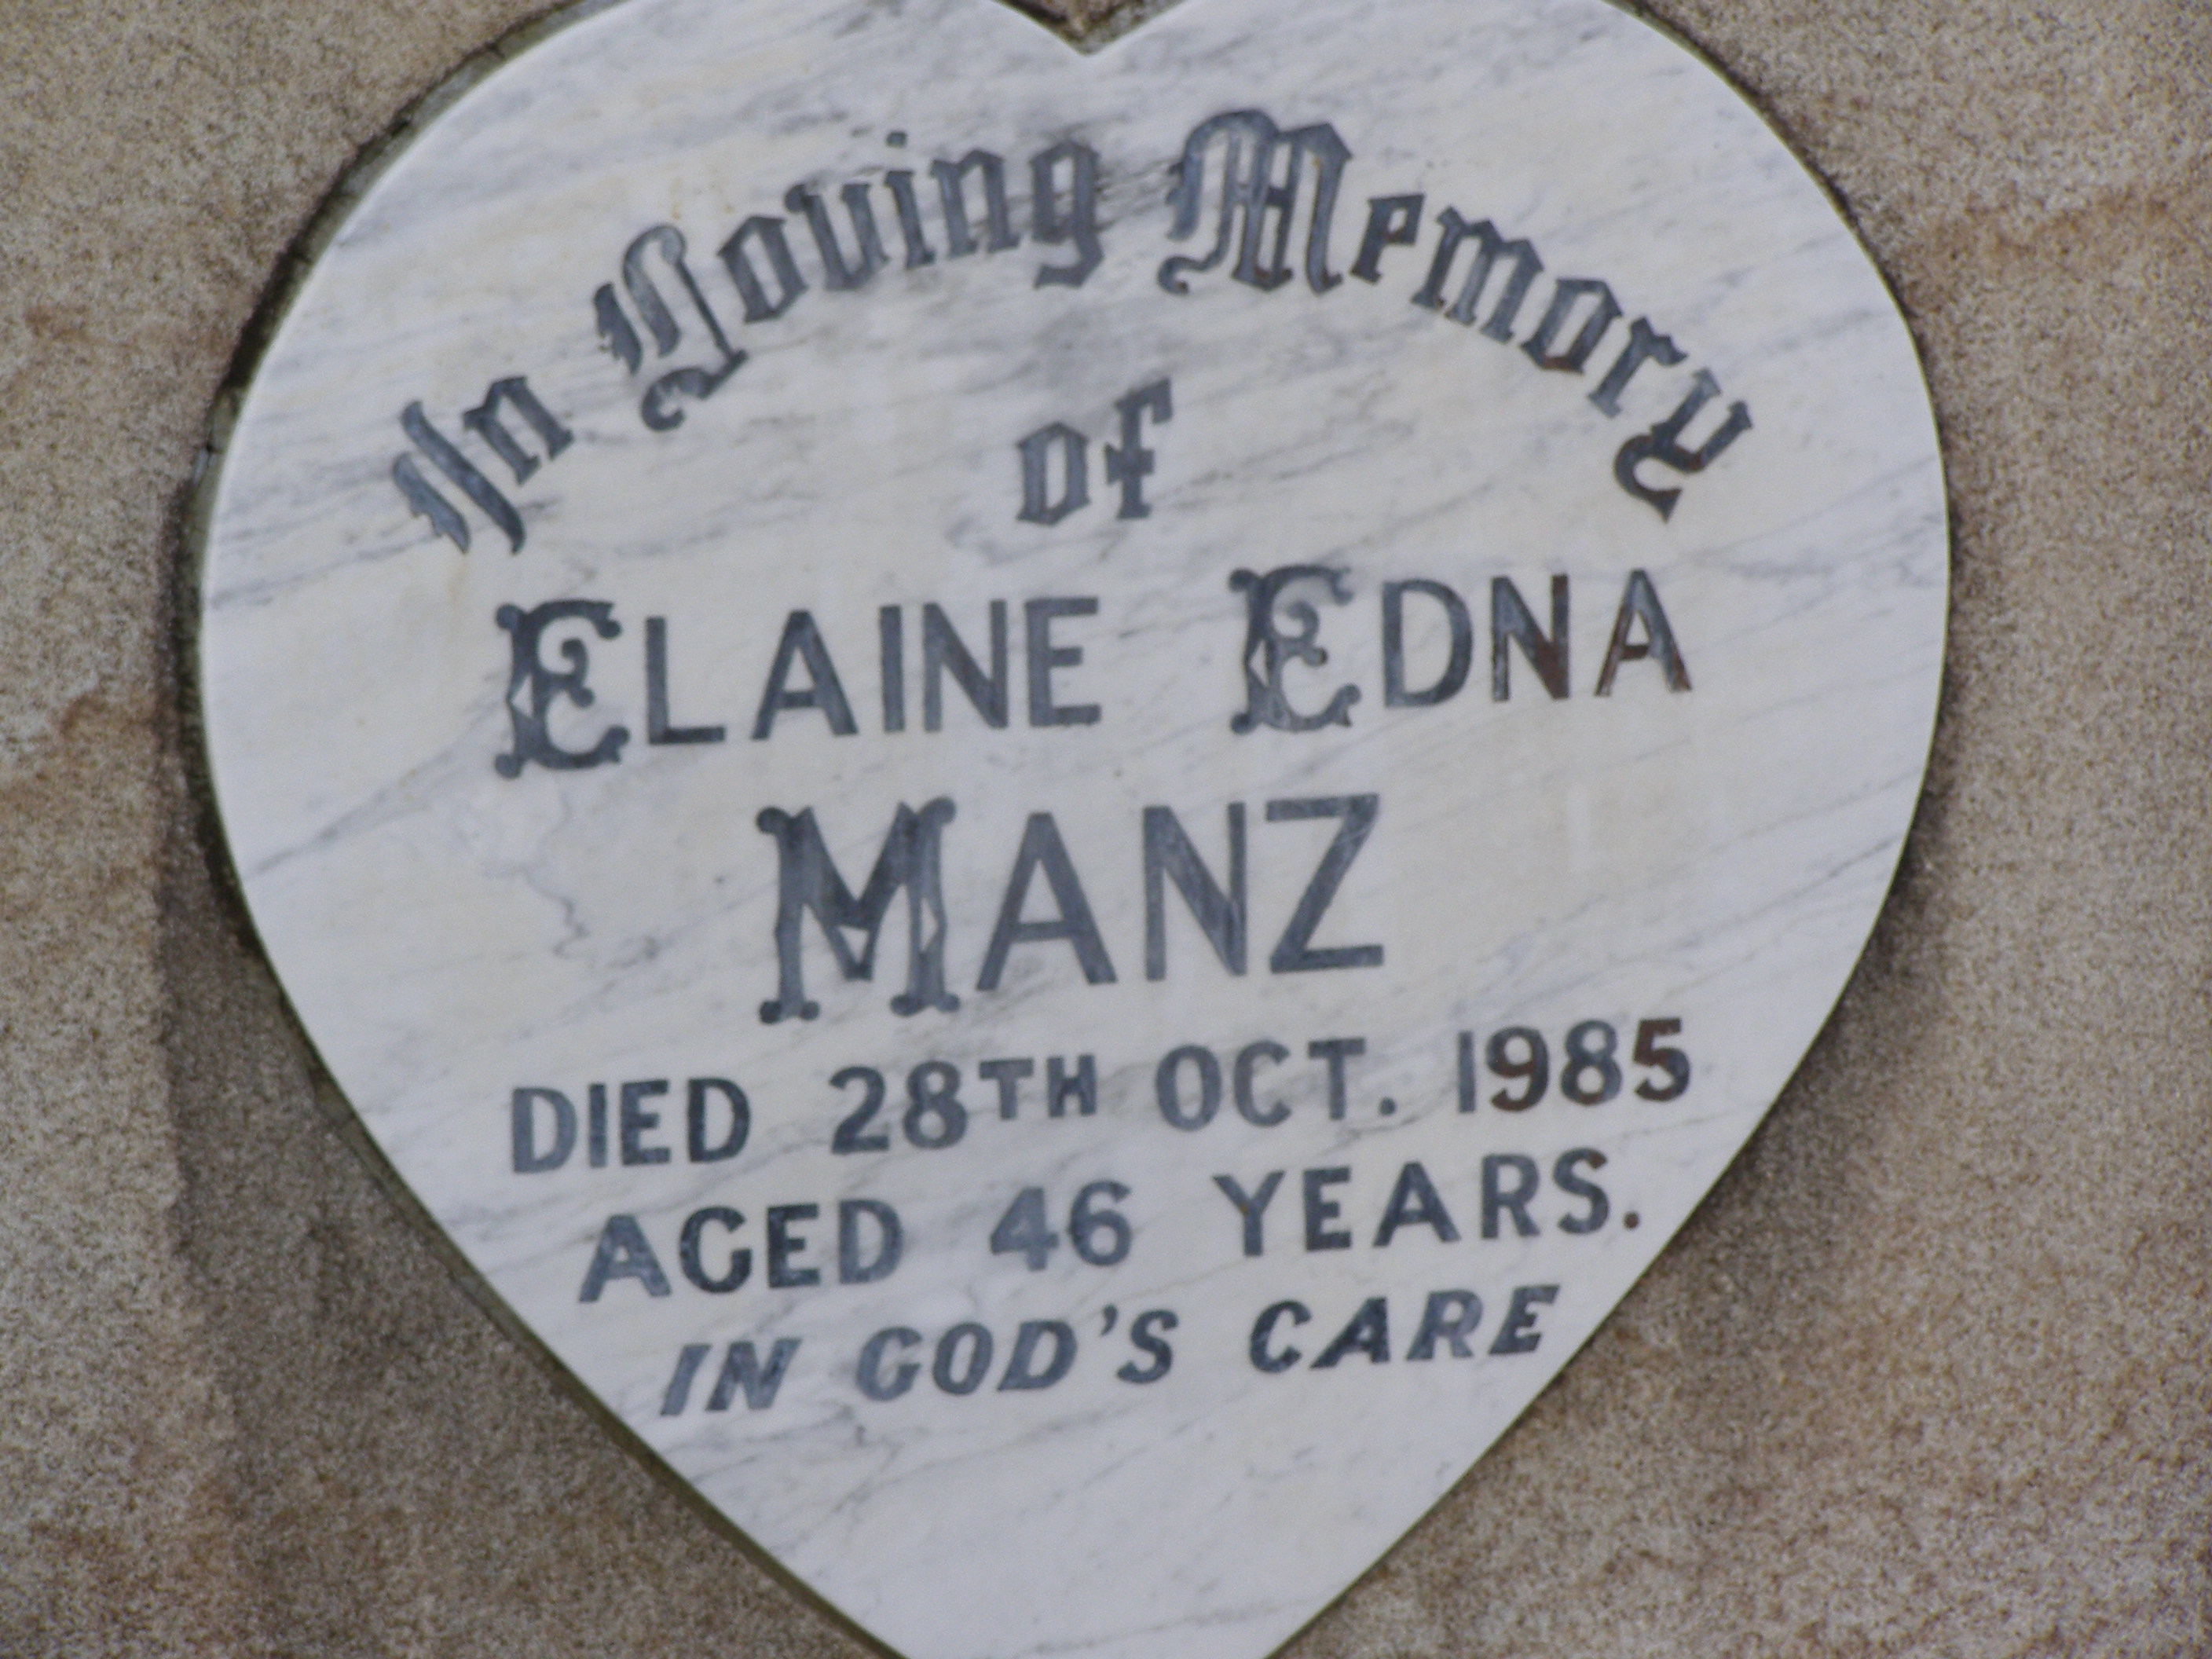 In Loving Memory
of
ELAINE EDNA
MANZ
DIED 28TH OCT. 1985
AGED 46 YEARS.
IN GOD'S CARE